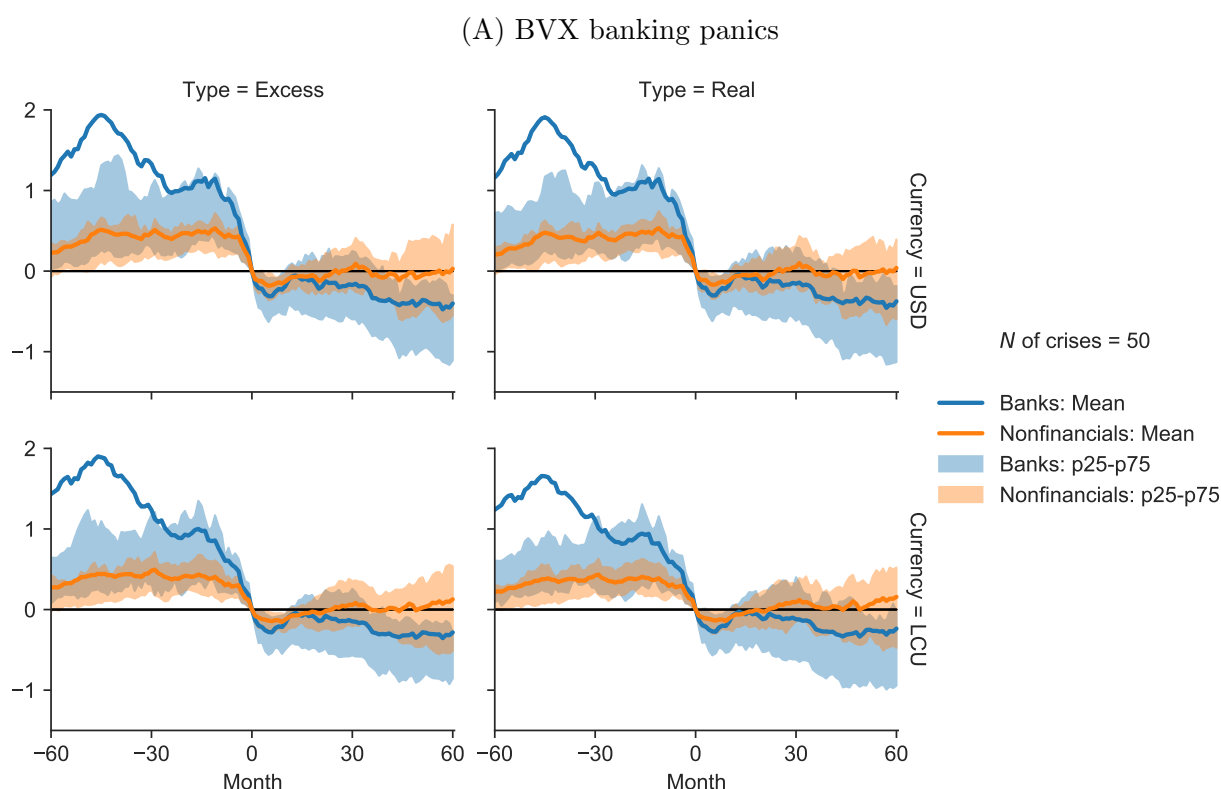 (A) BVX banking panics
Type = Excess
Type = Real
2
1
0
−1
Currency = USD
N of crises = 50
Banks: Mean
Nonfinancials: Mean
Banks: p25-p75
Nonfinancials: p25-p75
2
1
0
−1
Currency = LCU
−60
−30
0
30
60
−60
−30
0
30
60
Month
Month